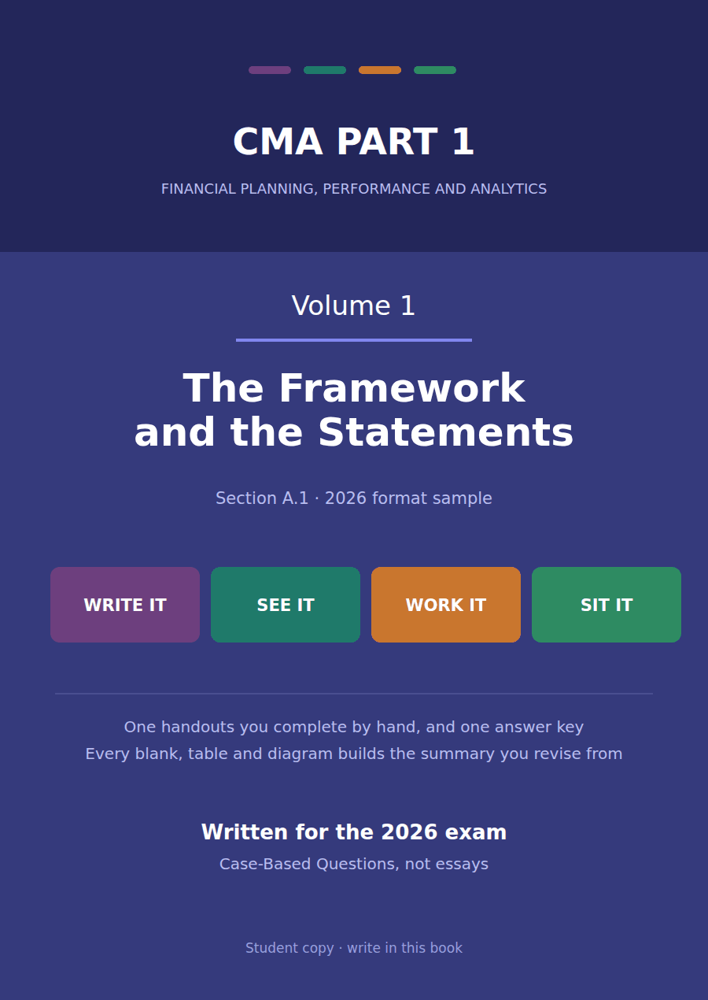 CMA PART 1
FINANCIAL PLANNING, PERFORMANCE AND ANALYTICS
Volume 1
The Framework
and the Statements
Section A.1 · 2026 format sample
WRITE IT
SEE IT
WORK IT
SIT IT
One handouts you complete by hand, and one answer key
Every blank, table and diagram builds the summary you revise from
Written for the 2026 exam
Case-Based Questions, not essays
Student copy · write in this book